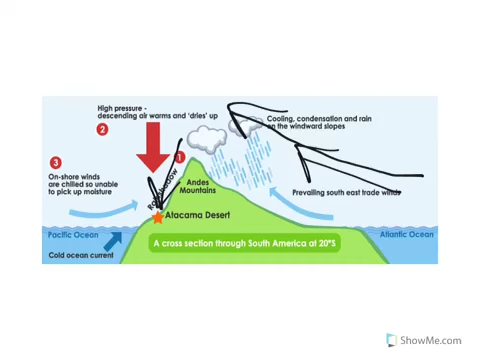 High pressure -
descending air warms and 'dries' up
2
Cooling, condensation and rain
on the windward slopes
3
On-shore winds
are chilled so unable
to pick up moisture
1
Rain shadow
Andes
Mountains
Prevailing south east trade winds
Atacama Desert
Pacific Ocean
Atlantic Ocean
A cross section through South America at 20°S
Cold ocean current
ShowMe.com